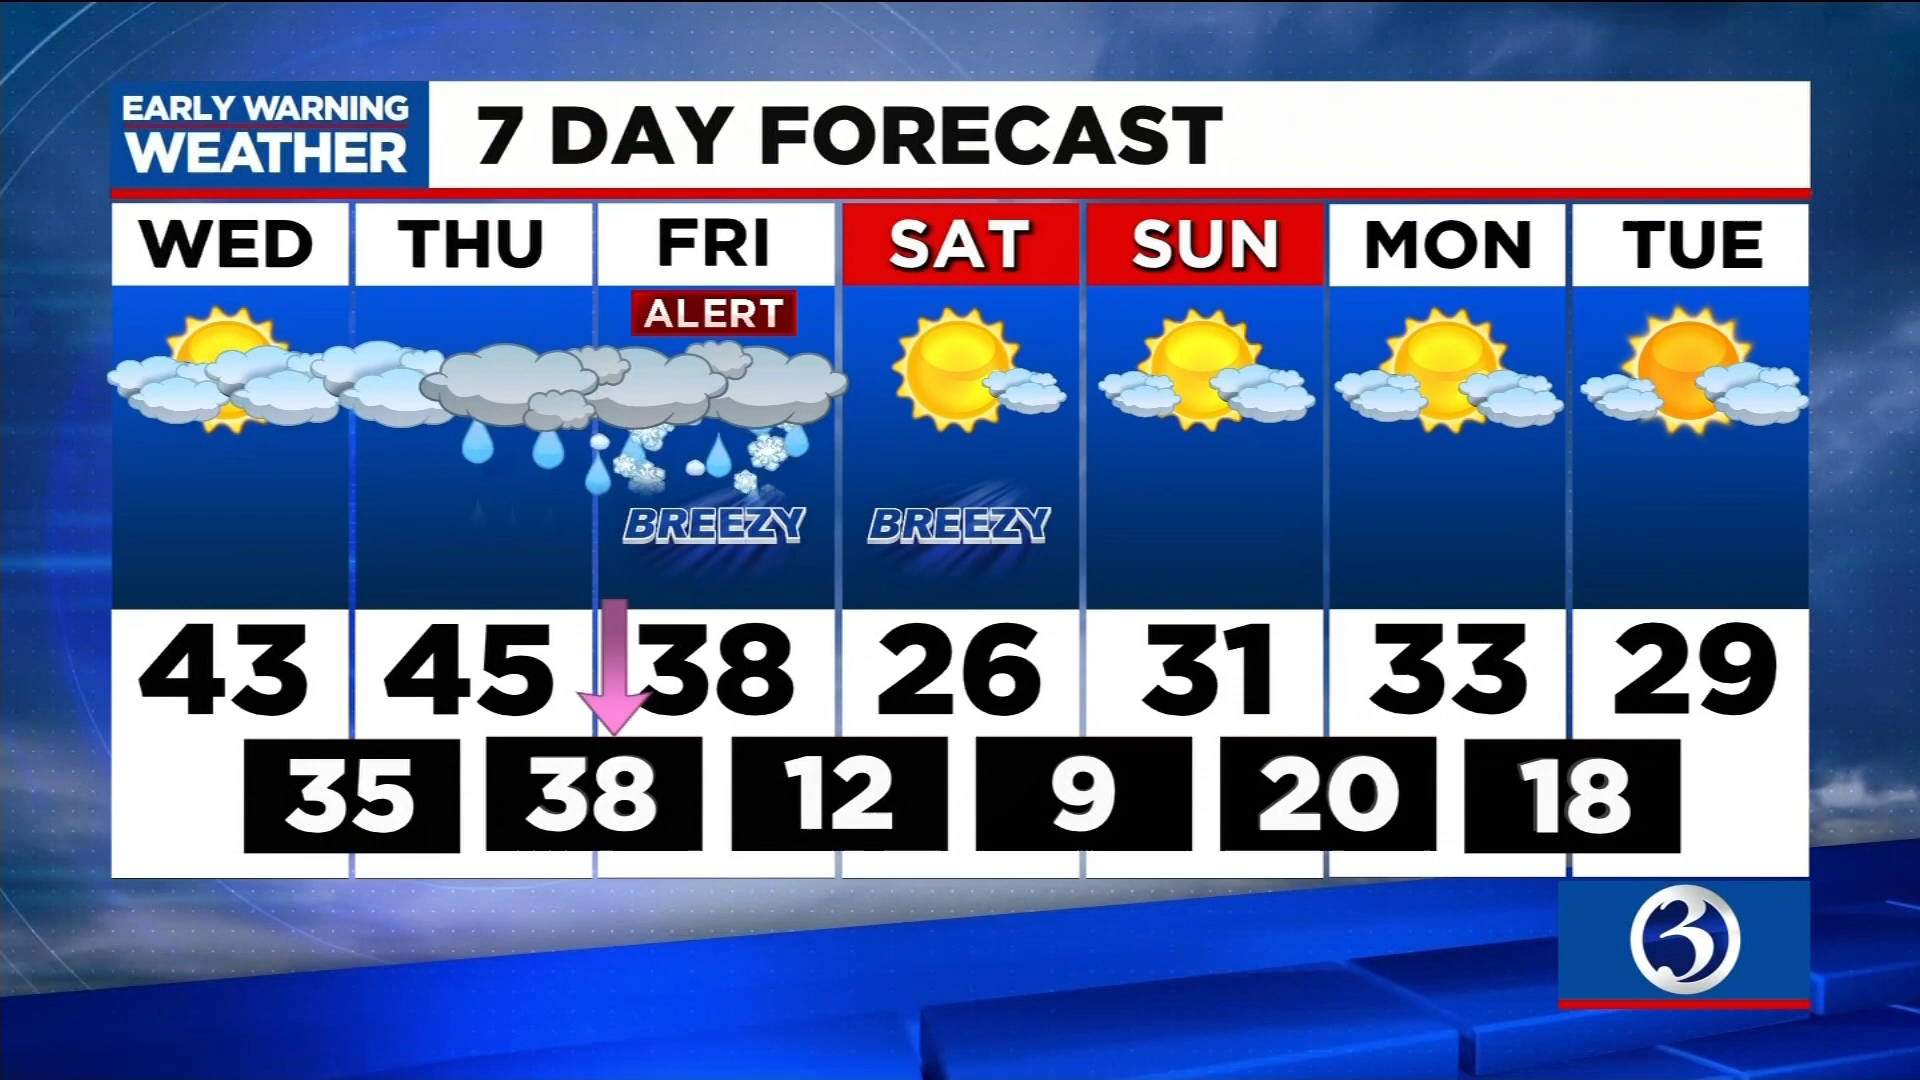 EARLY WARNING
WEATHER
7 DAY FORECAST
WED THU FRI SAT SUN MON TUE
ALERT
BREEZY BREEZY
43 45 38 26 31 33 29
35 38 12 9 20 18
3